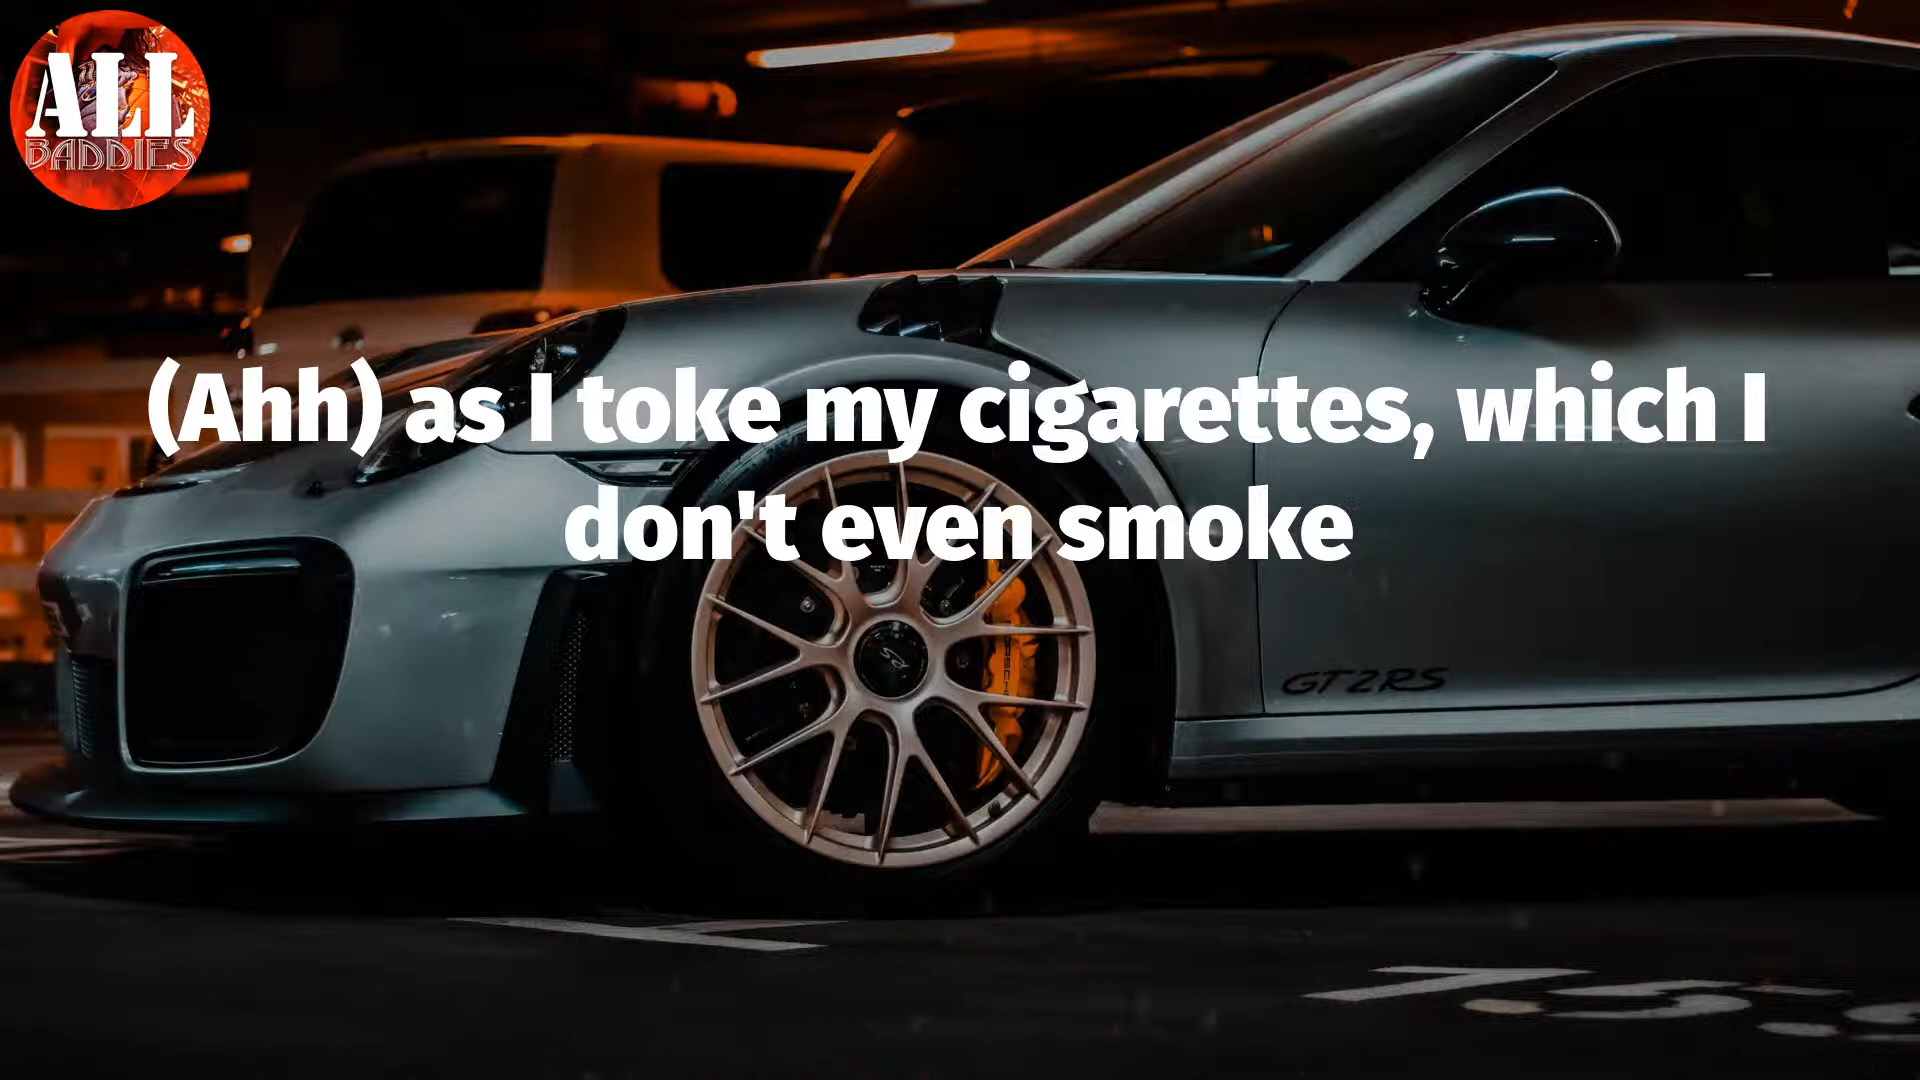 ALL
BADDIES
(Ahh) as I toke my cigarettes, which I
don't even smoke
GT2RS